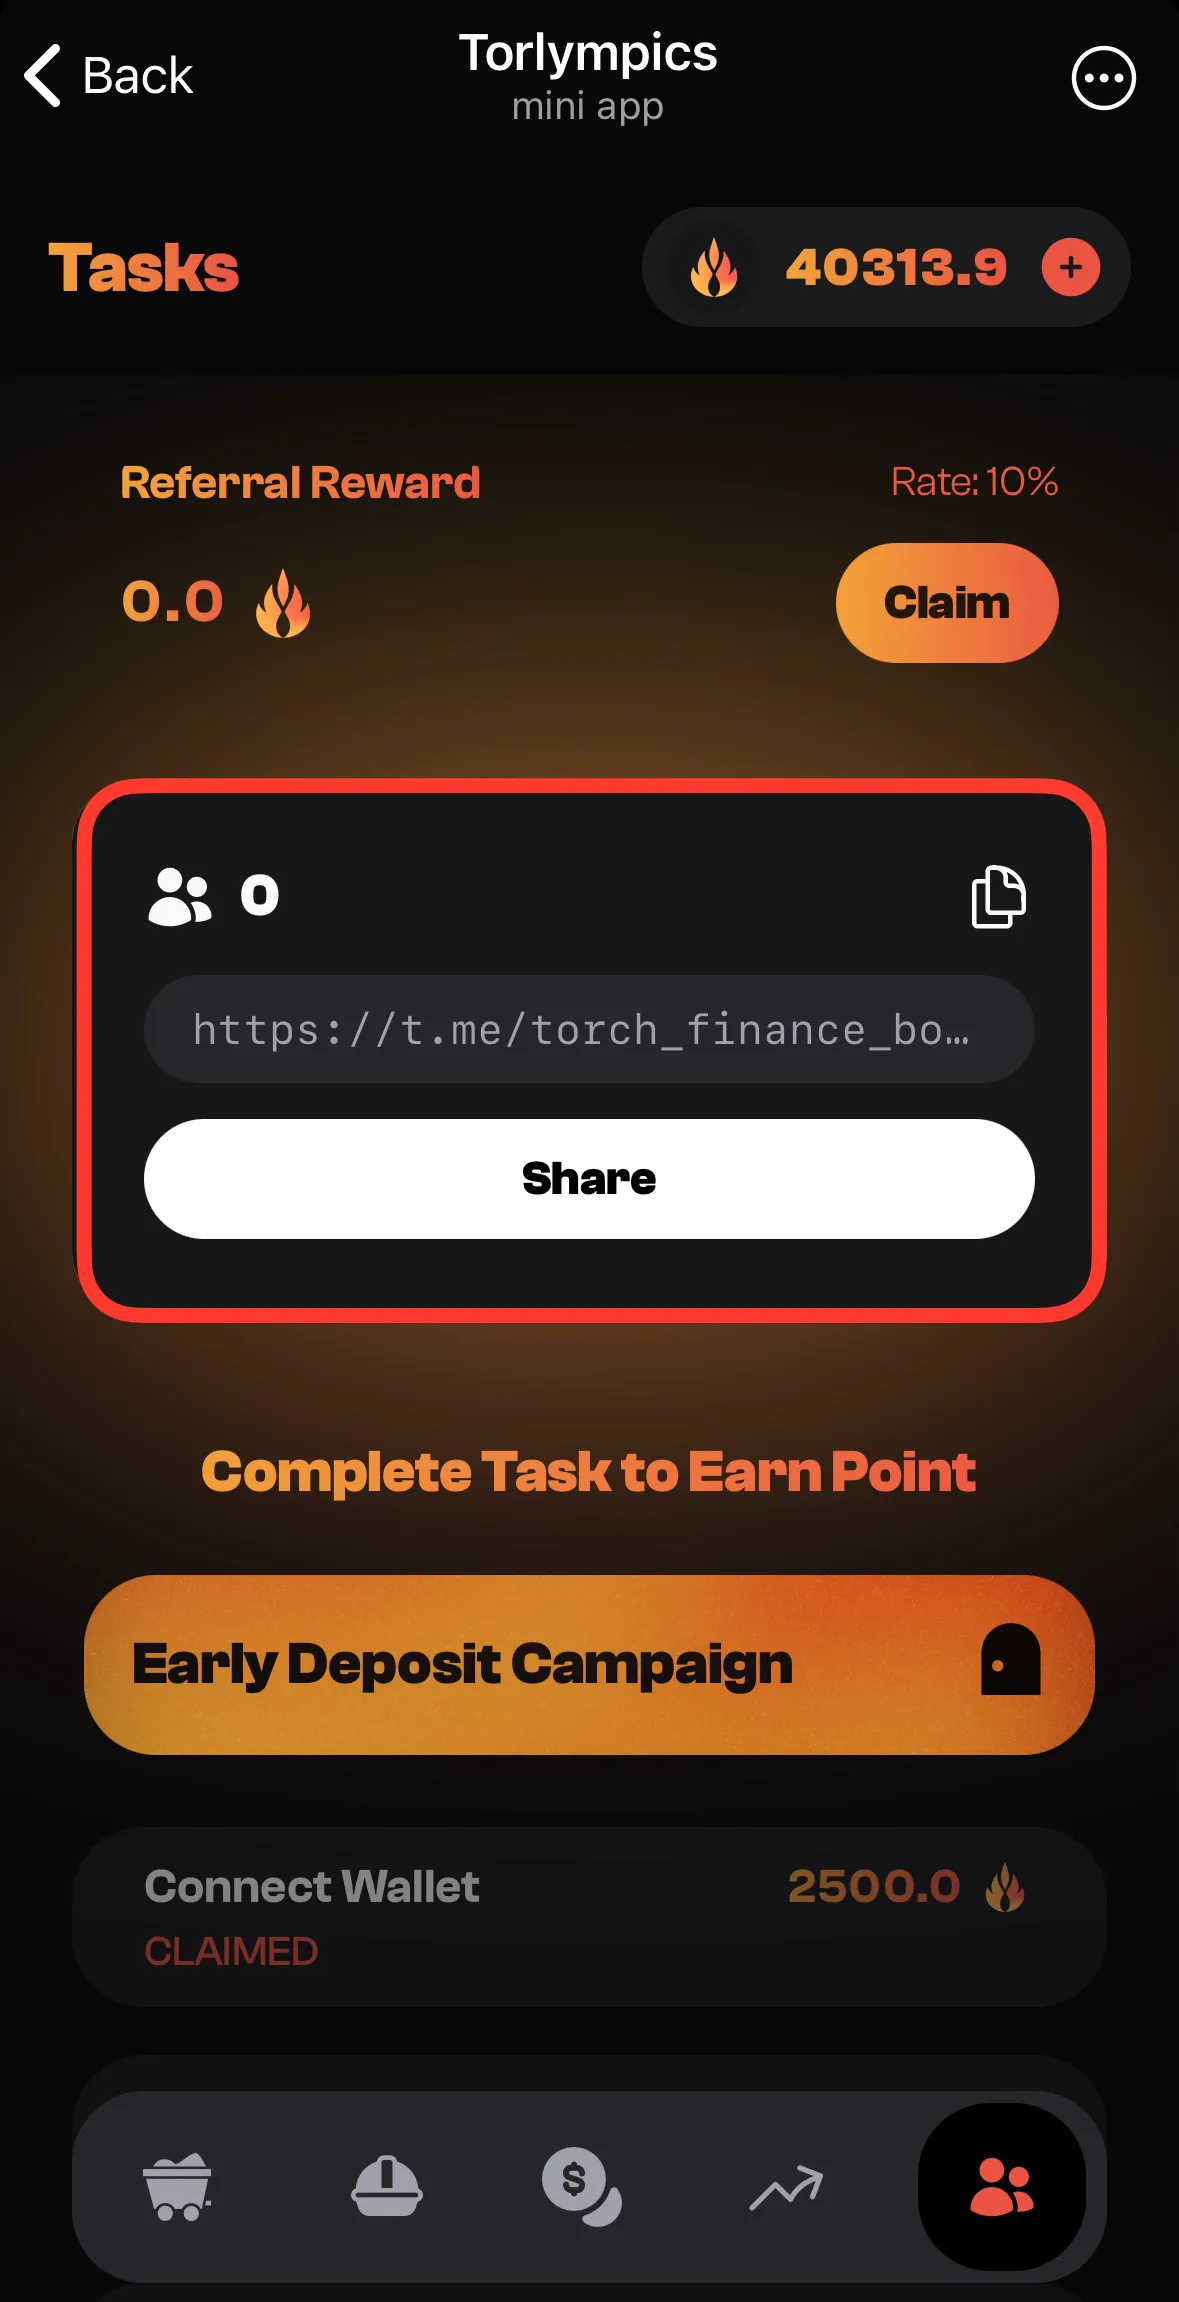 Back
Torlympics
mini app
Tasks
40313.9
Referral Reward
Rate: 10%
0.0
Claim
0
https://t.me/torch_finance_bo…
Share
Complete Task to Earn Point
Early Deposit Campaign
Connect Wallet
2500.0
CLAIMED